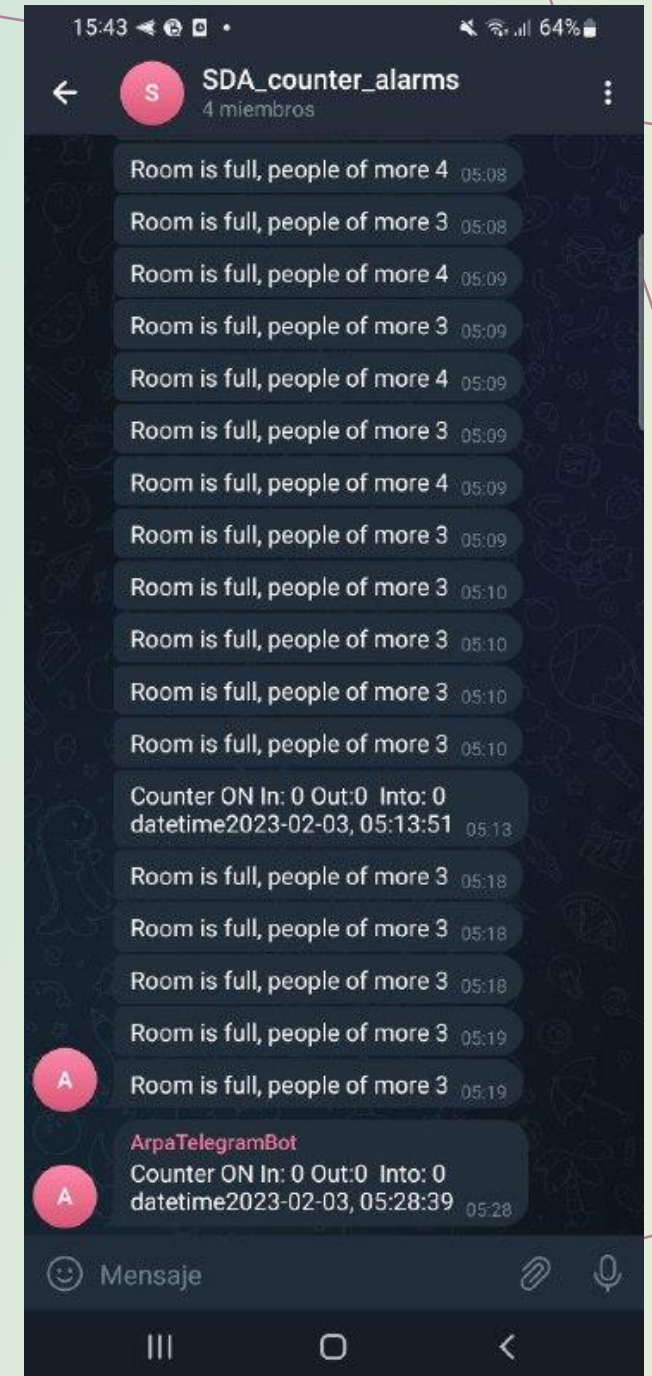 15:43
64%
S
SDA_counter_alarms
4 miembros
Room is full, people of more 4 05:08
Room is full, people of more 3 05:08
Room is full, people of more 4 05:09
Room is full, people of more 3 05:09
Room is full, people of more 4 05:09
Room is full, people of more 3 05:09
Room is full, people of more 4 05:09
Room is full, people of more 3 05:09
Room is full, people of more 3 05:10
Room is full, people of more 3 05:10
Room is full, people of more 3 05:10
Room is full, people of more 3 05:10
Counter ON In: 0 Out:0 Into: 0
datetime2023-02-03, 05:13:51 05:13
Room is full, people of more 3 05:18
Room is full, people of more 3 05:18
Room is full, people of more 3 05:18
Room is full, people of more 3 05:19
A
Room is full, people of more 3 05:19
ArpaTelegramBot
Counter ON In: 0 Out:0 Into: 0
A
datetime2023-02-03, 05:28:39 05:28
Mensaje